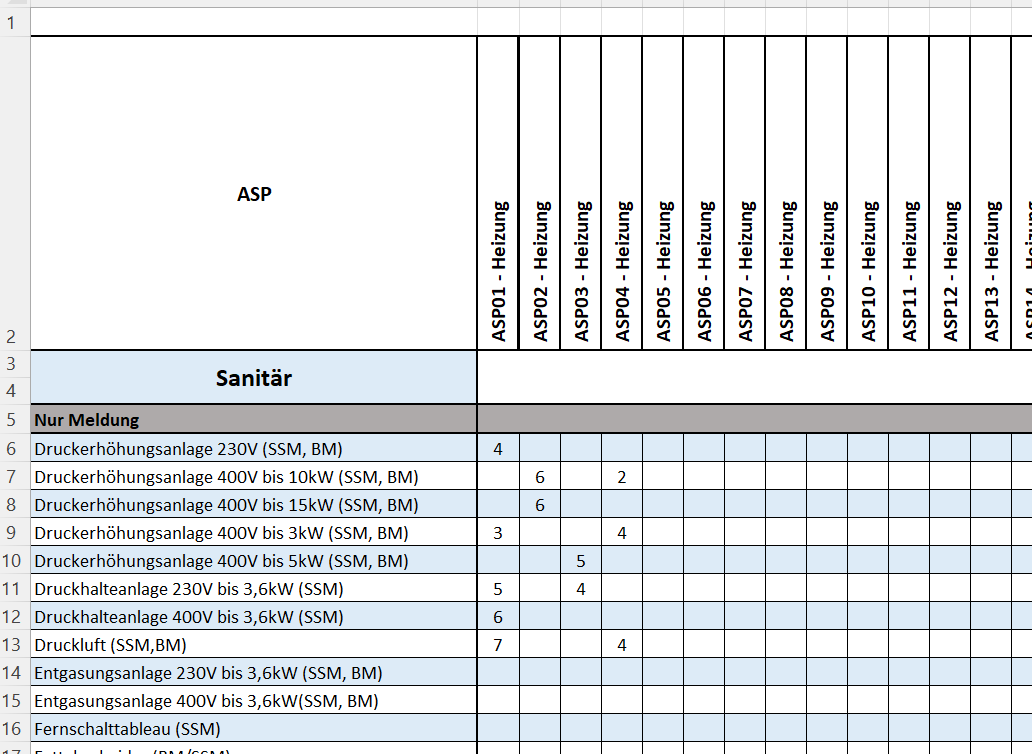 1
ASP ASP01 - Heizung ASP02 - Heizung ASP03 - Heizung ASP04 - Heizung ASP05 - Heizung ASP06 - Heizung ASP07 - Heizung ASP08 - Heizung ASP09 - Heizung ASP10 - Heizung ASP11 - Heizung ASP12 - Heizung ASP13 - Heizung
2
3
Sanitär
4
5 Nur Meldung
6 Druckerhöhungsanlage 230V (SSM, BM) 4
7 Druckerhöhungsanlage 400V bis 10kW (SSM, BM) 6 2
8 Druckerhöhungsanlage 400V bis 15kW (SSM, BM) 6
9 Druckerhöhungsanlage 400V bis 3kW (SSM, BM) 3 4
10 Druckerhöhungsanlage 400V bis 5kW (SSM, BM) 5
11 Druckhalteanlage 230V bis 3,6kW (SSM) 5 4
12 Druckhalteanlage 400V bis 3,6kW (SSM) 6
13 Druckluft (SSM,BM) 7 4
14 Entgasungsanlage 230V bis 3,6kW (SSM, BM)
15 Entgasungsanlage 400V bis 3,6kW(SSM, BM)
16 Fernschalttableau (SSM)